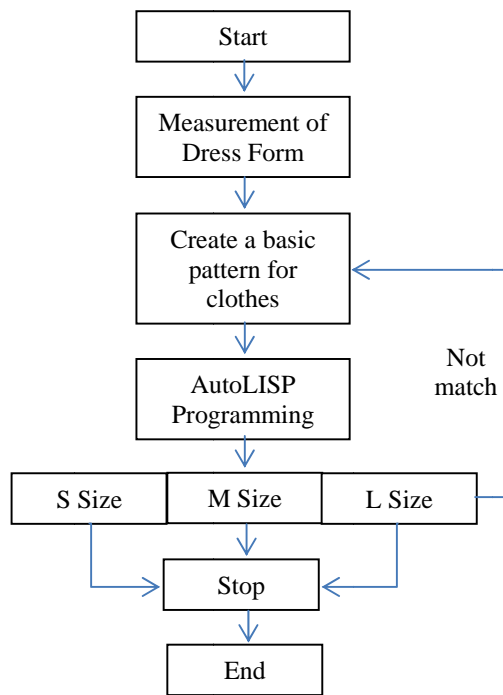 Start
Measurement of
Dress Form
Create a basic
pattern for
clothes
Not
match
AutoLISP
Programming
S Size
M Size
L Size
Stop
End